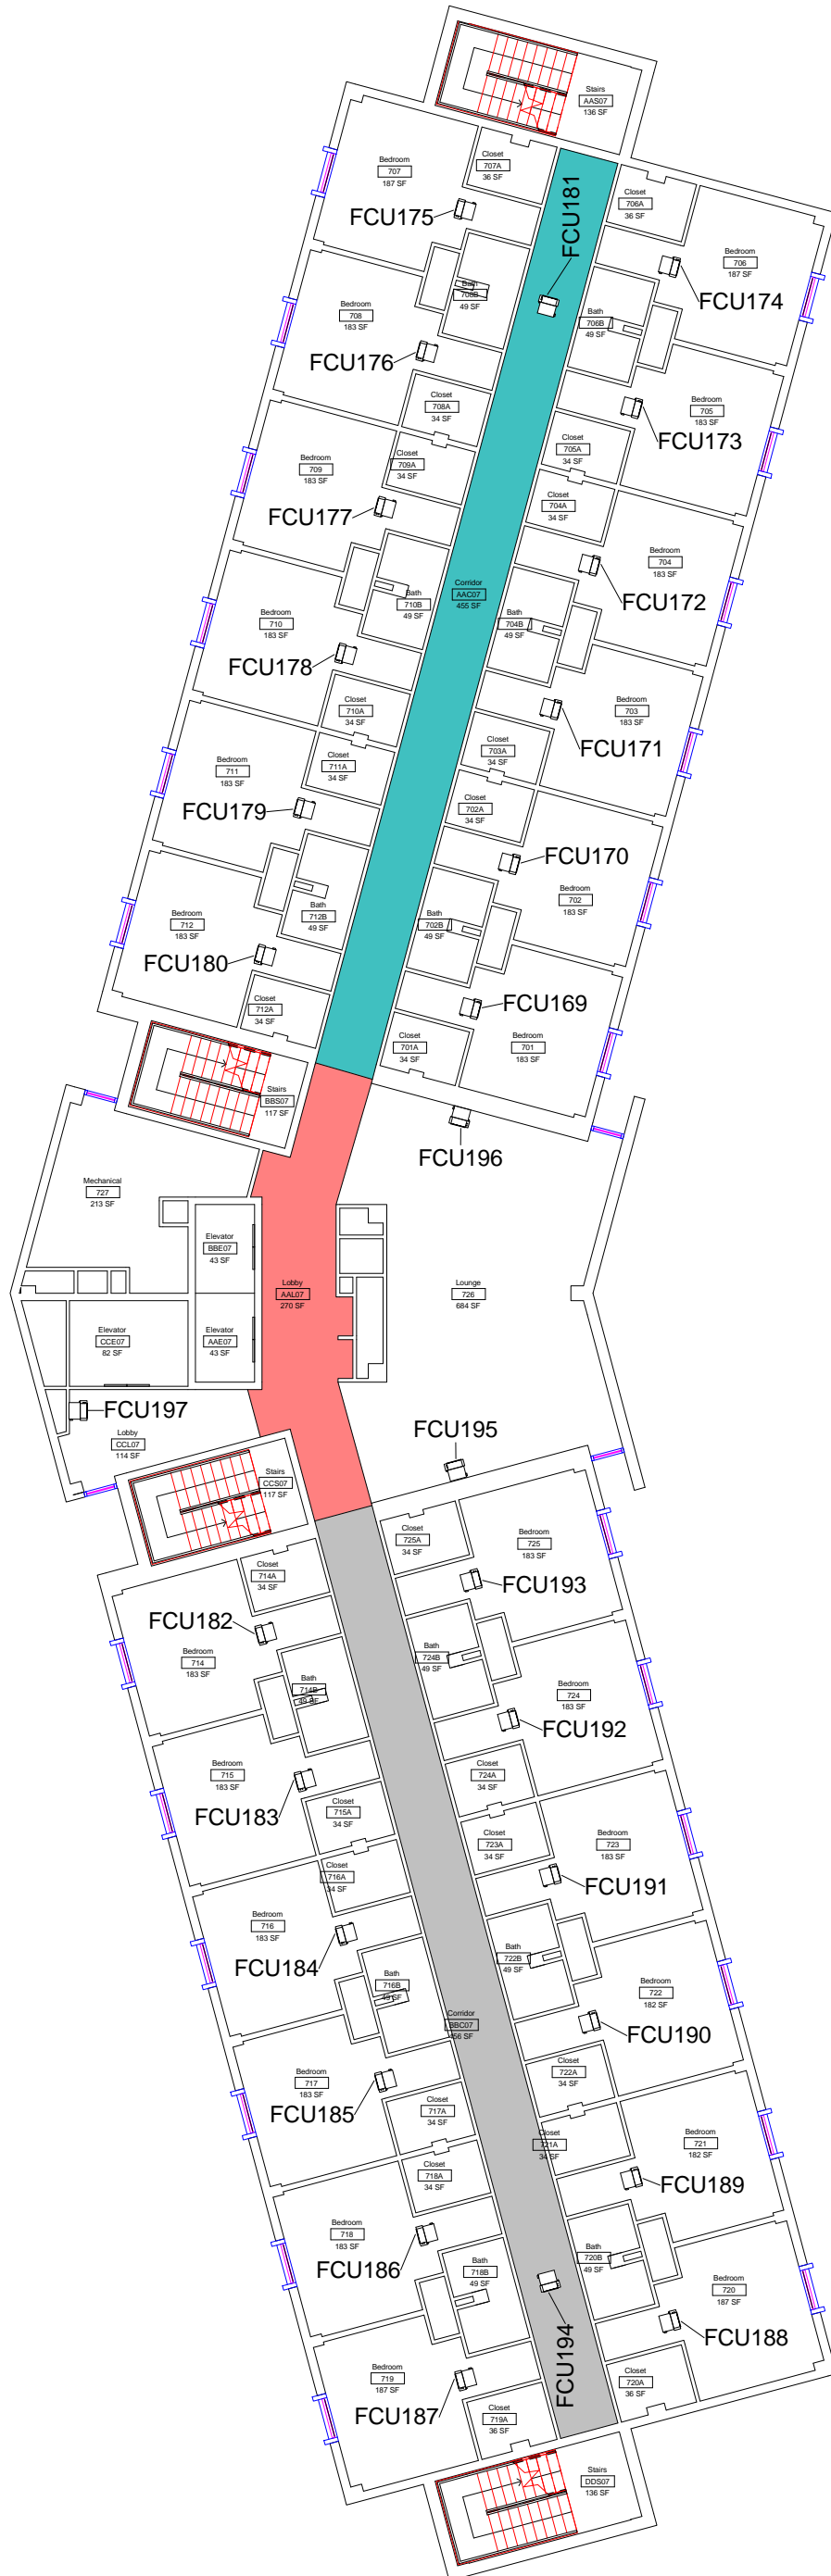 Stairs
AAS07
136 SF
Bedroom
707
187 SF
Closet
707A
36 SF
FCU181
Closet
706A
36 SF
FCU175
Bedroom
706
187 SF
FCU174
Bath
49 SF
Bedroom
708
183 SF
Bath
706B
49 SF
FCU176
Closet
708A
34 SF
Bedroom
705
183 SF
FCU173
Closet
705A
34 SF
Bedroom
709
183 SF
Closet
709A
34 SF
Closet
704A
34 SF
FCU177
Bedroom
704
183 SF
FCU172
Corridor
AAC07
455 SF
Bath
710B
49 SF
Bath
704B
49 SF
Bedroom
710
183 SF
FCU178
Closet
710A
34 SF
Bedroom
703
183 SF
FCU171
Closet
703A
34 SF
Bedroom
711
183 SF
Closet
711A
34 SF
Closet
702A
34 SF
FCU179
FCU170
Bedroom
702
183 SF
Bedroom
712
183 SF
Bath
712B
49 SF
Bath
702B
49 SF
FCU180
Closet
712A
34 SF
FCU169
Closet
701A
34 SF
Bedroom
701
183 SF
Stairs
BBS07
117 SF
FCU196
Mechanical
727
213 SF
Elevator
BBE07
43 SF
Lobby
AAL07
270 SF
Lounge
726
684 SF
Elevator
CCE07
82 SF
Elevator
AAE07
43 SF
FCU197
Lobby
CCL07
114 SF
FCU195
Stairs
CCS07
117 SF
Closet
725A
34 SF
Bedroom
725
183 SF
Closet
714A
34 SF
FCU193
FCU182
Bedroom
714
183 SF
Bath
714B
49 SF
Bath
724B
49 SF
Bedroom
724
183 SF
FCU192
Bedroom
715
183 SF
FCU183
Closet
715A
34 SF
Closet
724A
34 SF
Closet
723A
34 SF
Bedroom
723
183 SF
FCU191
Closet
716A
34 SF
Bedroom
716
183 SF
FCU184
Bath
716B
49 SF
Bath
722B
49 SF
Bedroom
722
182 SF
FCU190
Corridor
BBC07
456 SF
Bedroom
717
183 SF
FCU185
Closet
717A
34 SF
Closet
722A
34 SF
Closet
721A
34 SF
Bedroom
721
182 SF
FCU189
Closet
718A
34 SF
Bedroom
718
183 SF
FCU186
Bath
718B
49 SF
Bath
720B
49 SF
Bedroom
720
187 SF
FCU188
FCU194
Bedroom
719
187 SF
FCU187
Closet
719A
36 SF
Closet
720A
36 SF
Stairs
DDS07
136 SF